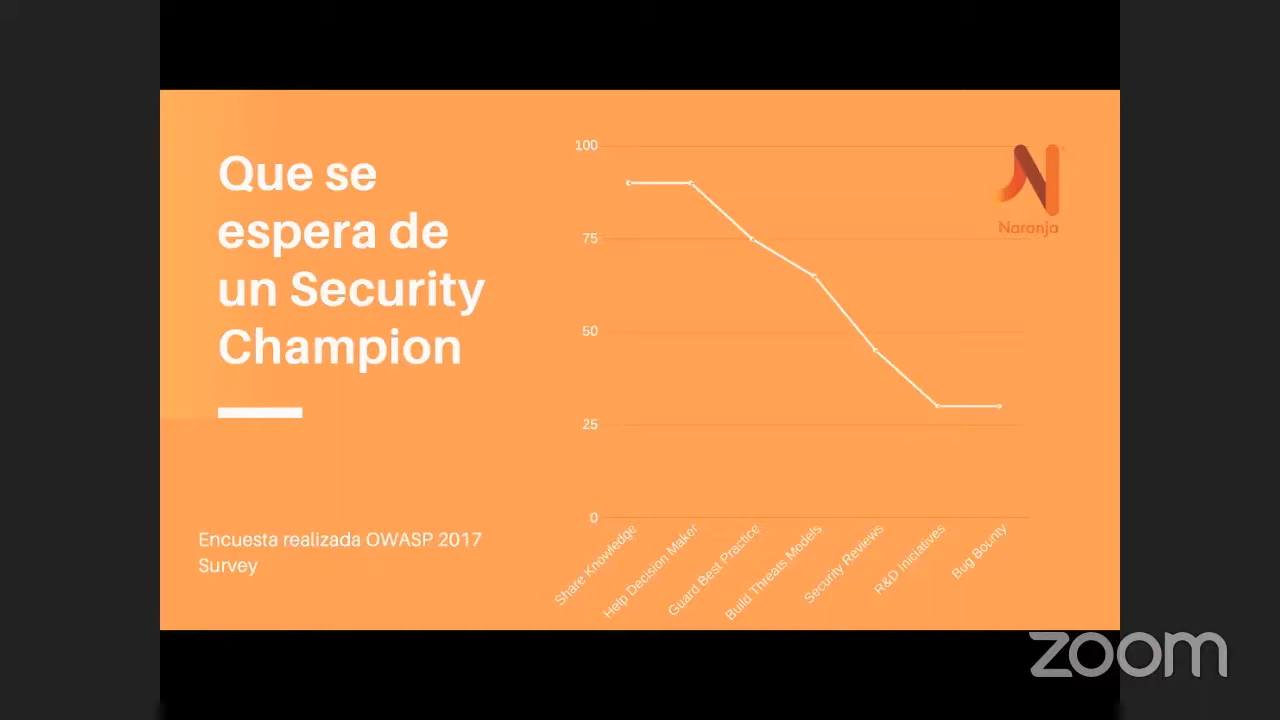 Que se
espera de
un Security
Champion
Encuesta realizada OWASP 2017
Survey
100
75
50
25
0
Share Knowledge
Help Decision Maker
Guard Best Practice
Build Threats Models
Security Reviews
R&D Iniciatives
Bug Bounty
Naranja
zoom